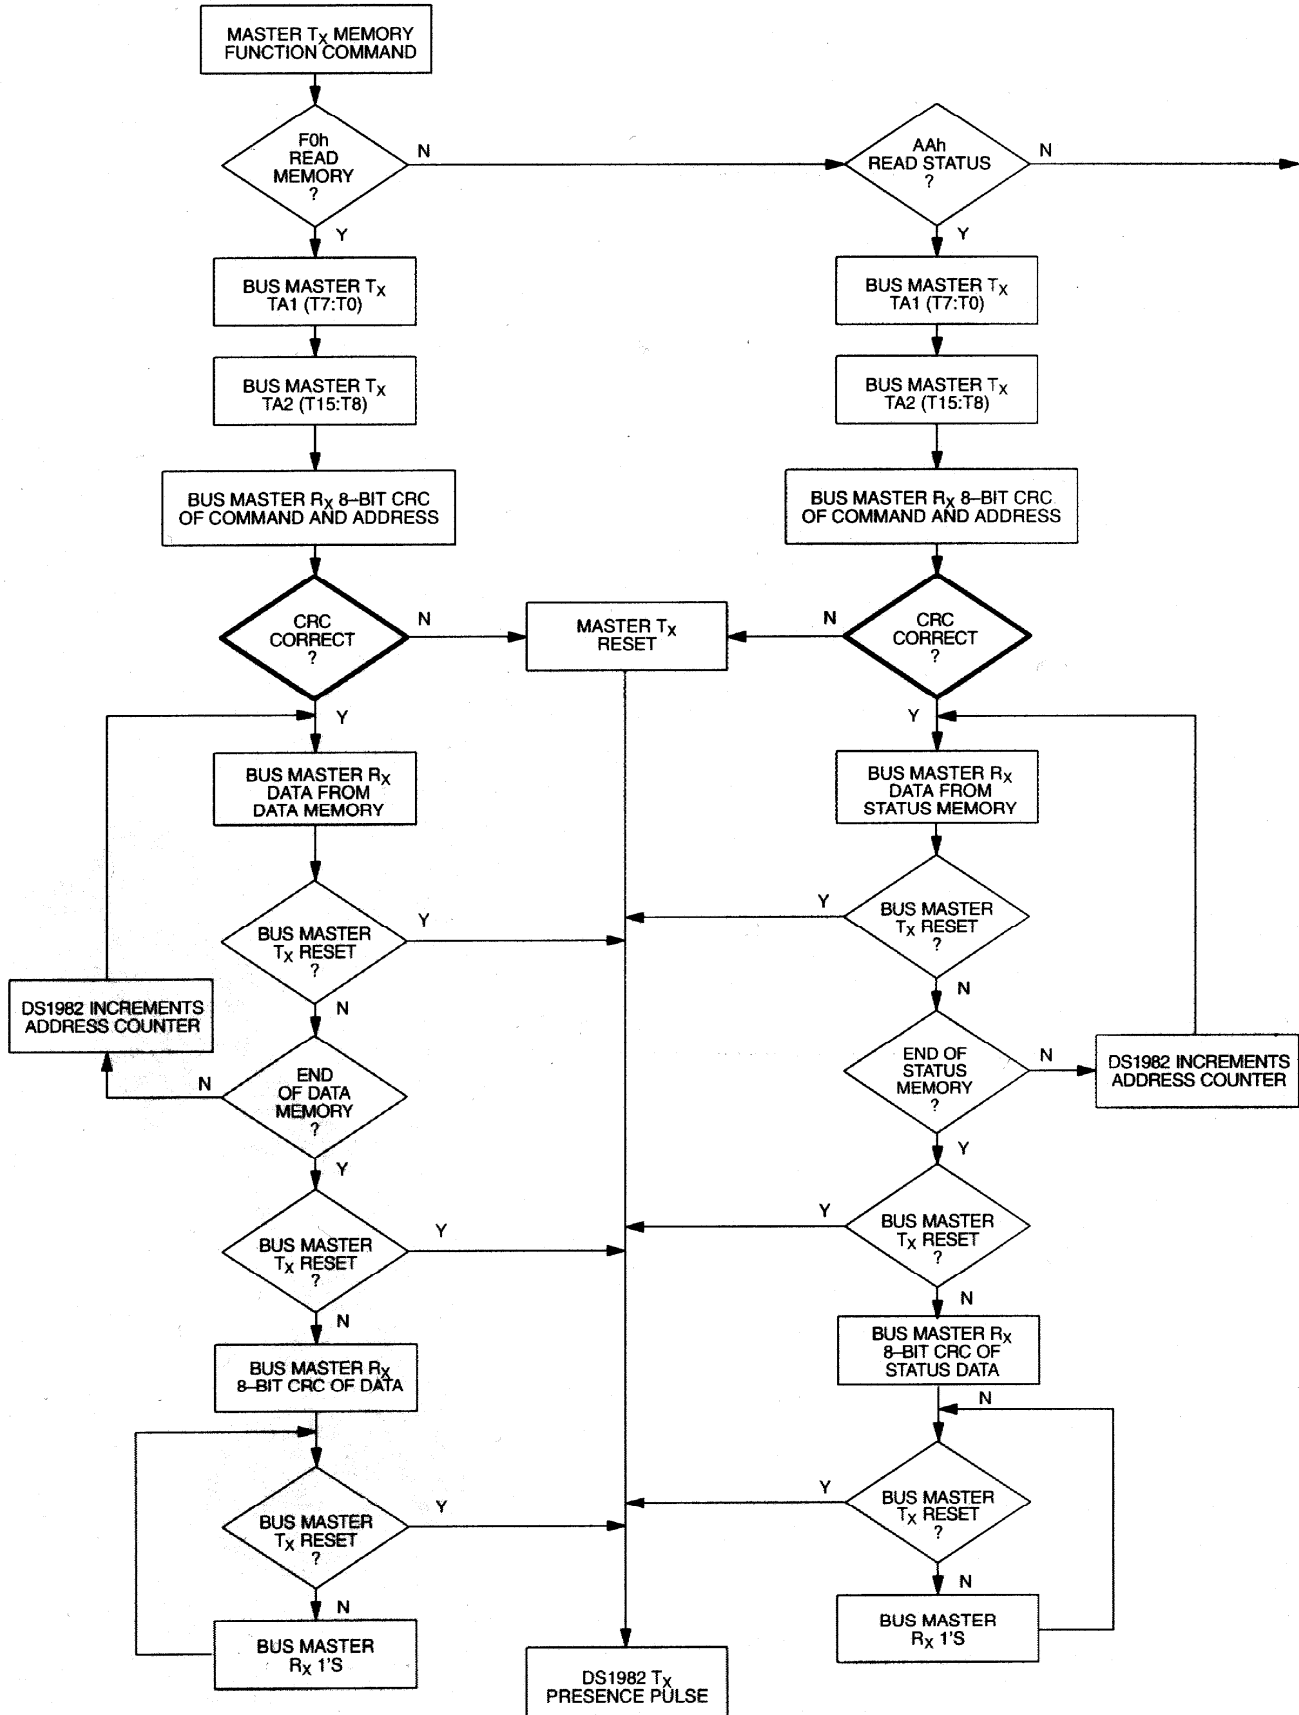 MASTER TX MEMORY
FUNCTION COMMAND
F0h
READ
MEMORY
?
N
Y
BUS MASTER TX
TA1 (T7:T0)
BUS MASTER TX
TA2 (T15:T8)
BUS MASTER RX 8–BIT CRC
OF COMMAND AND ADDRESS
CRC
CORRECT
?
N
Y
BUS MASTER RX
DATA FROM
DATA MEMORY
BUS MASTER
TX RESET
?
Y
N
DS1982 INCREMENTS
ADDRESS COUNTER
END
OF DATA
MEMORY
?
N
Y
BUS MASTER
TX RESET
?
Y
N
BUS MASTER RX
8–BIT CRC OF DATA
BUS MASTER
TX RESET
?
Y
N
BUS MASTER
RX 1'S
MASTER TX
RESET
DS1982 TX
PRESENCE PULSE
AAh
READ STATUS
?
N
Y
BUS MASTER TX
TA1 (T7:T0)
BUS MASTER TX
TA2 (T15:T8)
BUS MASTER RX 8–BIT CRC
OF COMMAND AND ADDRESS
CRC
CORRECT
?
N
Y
BUS MASTER RX
DATA FROM
STATUS MEMORY
BUS MASTER
TX RESET
?
Y
N
END OF
STATUS
MEMORY
?
N
DS1982 INCREMENTS
ADDRESS COUNTER
Y
BUS MASTER
TX RESET
?
Y
N
BUS MASTER RX
8–BIT CRC OF
STATUS DATA
N
BUS MASTER
TX RESET
?
Y
N
BUS MASTER
RX 1'S